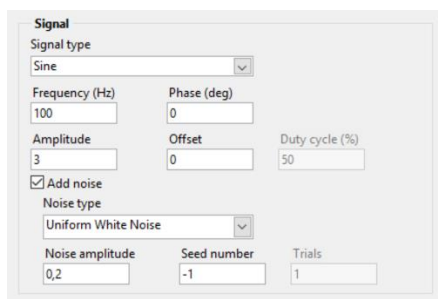 Signal
Signal type
Sine
Frequency (Hz) Phase (deg)
100 0
Amplitude Offset Duty cycle (%)
3 0 50
Add noise
Noise type
Uniform White Noise
Noise amplitude Seed number Trials
0,2 -1 1